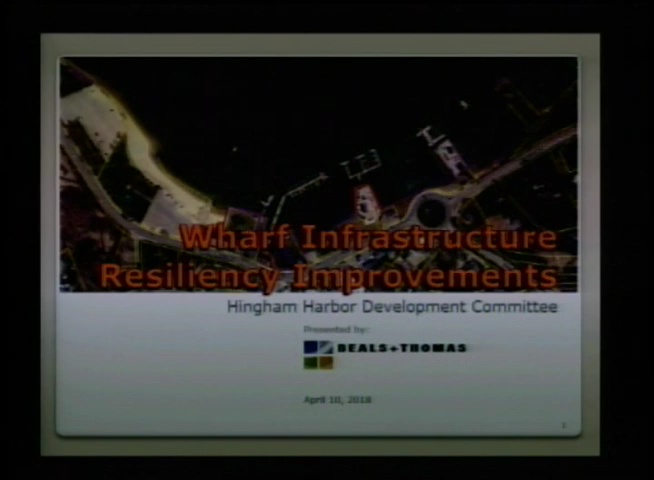 Wharf Infrastructure
Resiliency Improvements
Hingham Harbor Development Committee
Presented by:
BEALS+THOMAS
April 10, 2018